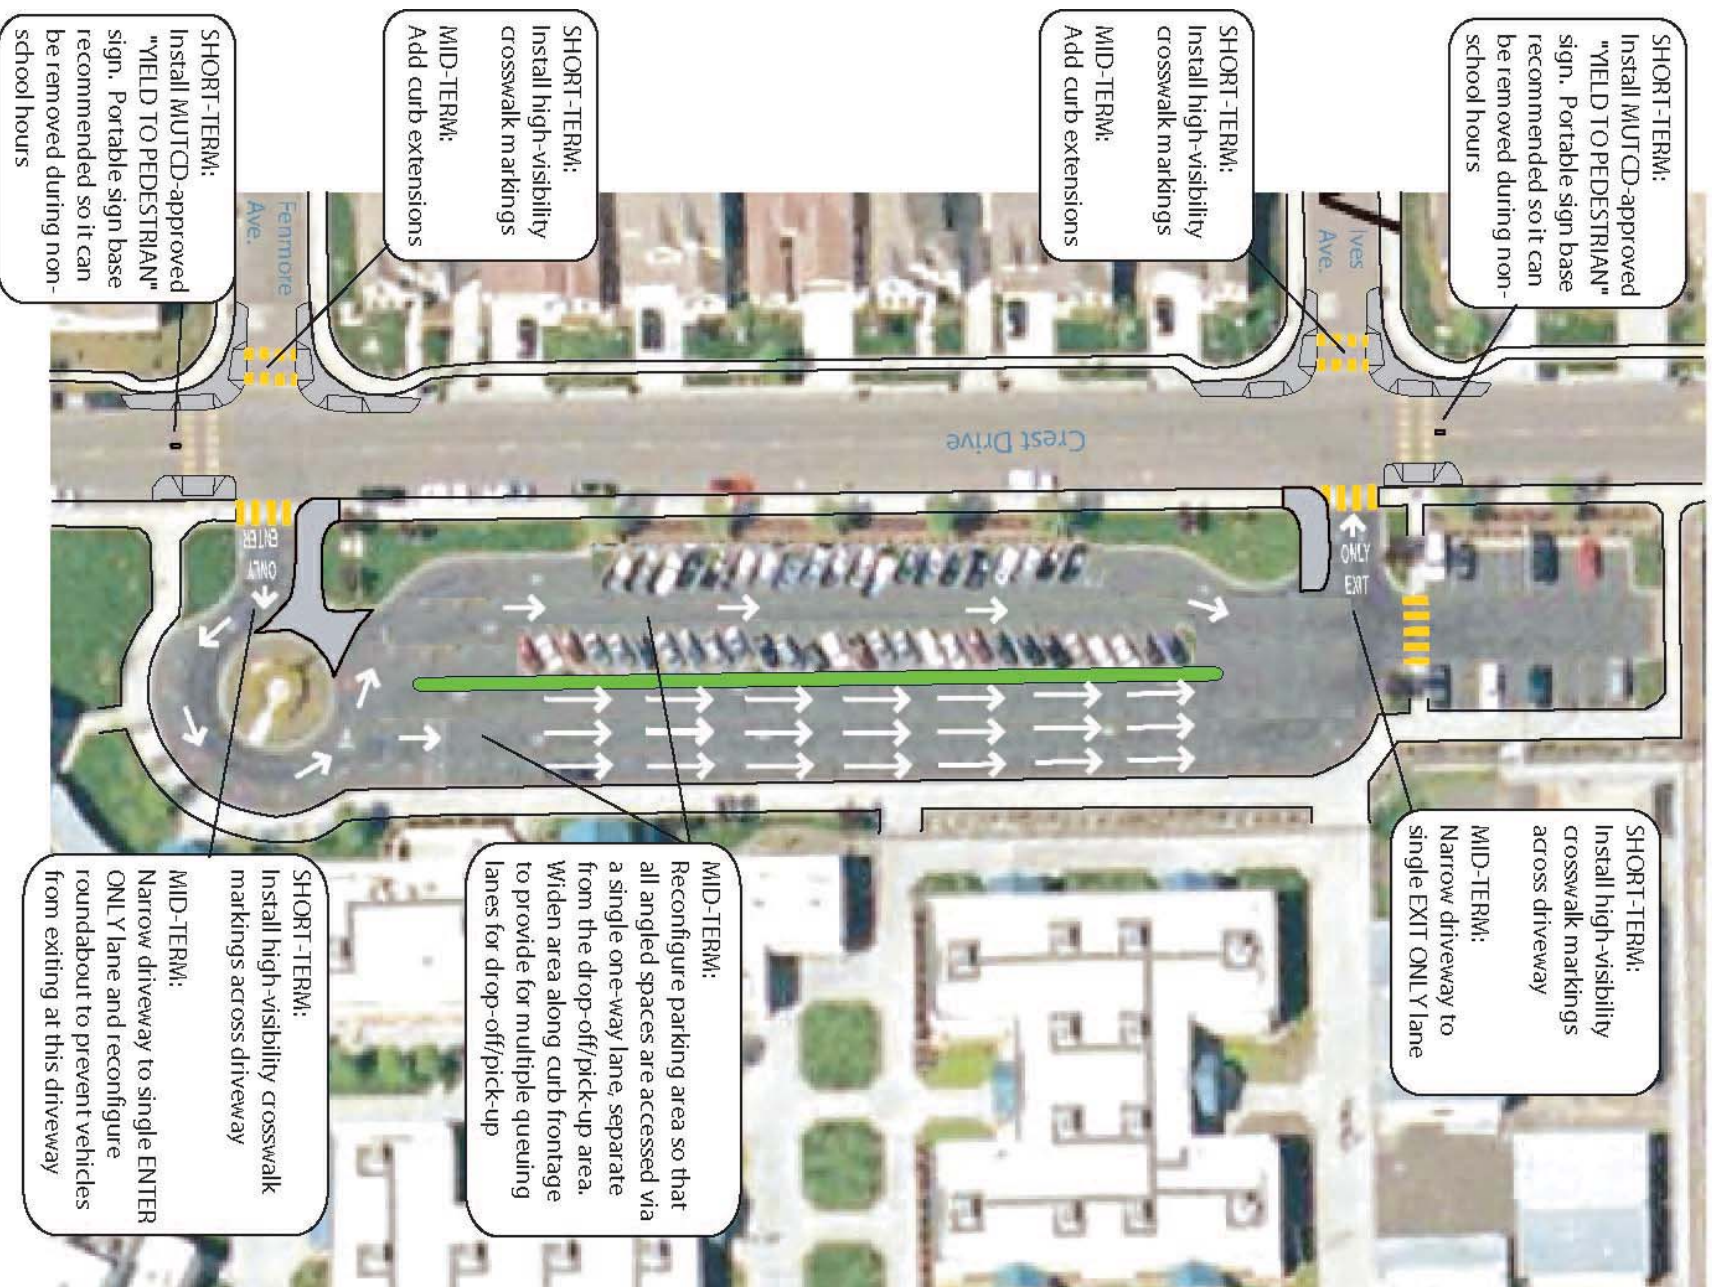 SHORT-TERM:
Install MUTCD-approved
"YIELD TO PEDESTRIAN"
sign. Portable sign base
recommended so it can
be removed during non-
school hours
SHORT-TERM:
Install high-visibility
crosswalk markings
MID-TERM:
Add curb extensions
SHORT-TERM:
Install high-visibility
crosswalk markings
MID-TERM:
Add curb extensions
SHORT-TERM:
Install MUTCD-approved
"YIELD TO PEDESTRIAN"
sign. Portable sign base
recommended so it can
be removed during non-
school hours
Ives
Ave.
Fenmore
Ave.
Crest Drive
EXIT
ONLY
ENTER
ONLY
SHORT-TERM:
Install high-visibility
crosswalk markings
across driveway
MID-TERM:
Narrow driveway to
single EXIT ONLY lane
MID-TERM:
Reconfigure parking area so that
all angled spaces are accessed via
a single one-way lane, separate
from the drop-off/pick-up area.
Widen area along curb frontage
to provide for multiple queuing
lanes for drop-off/pick-up
SHORT-TERM:
Install high-visibility crosswalk
markings across driveway
MID-TERM:
Narrow driveway to single ENTER
ONLY lane and reconfigure
roundabout to prevent vehicles
from exiting at this driveway